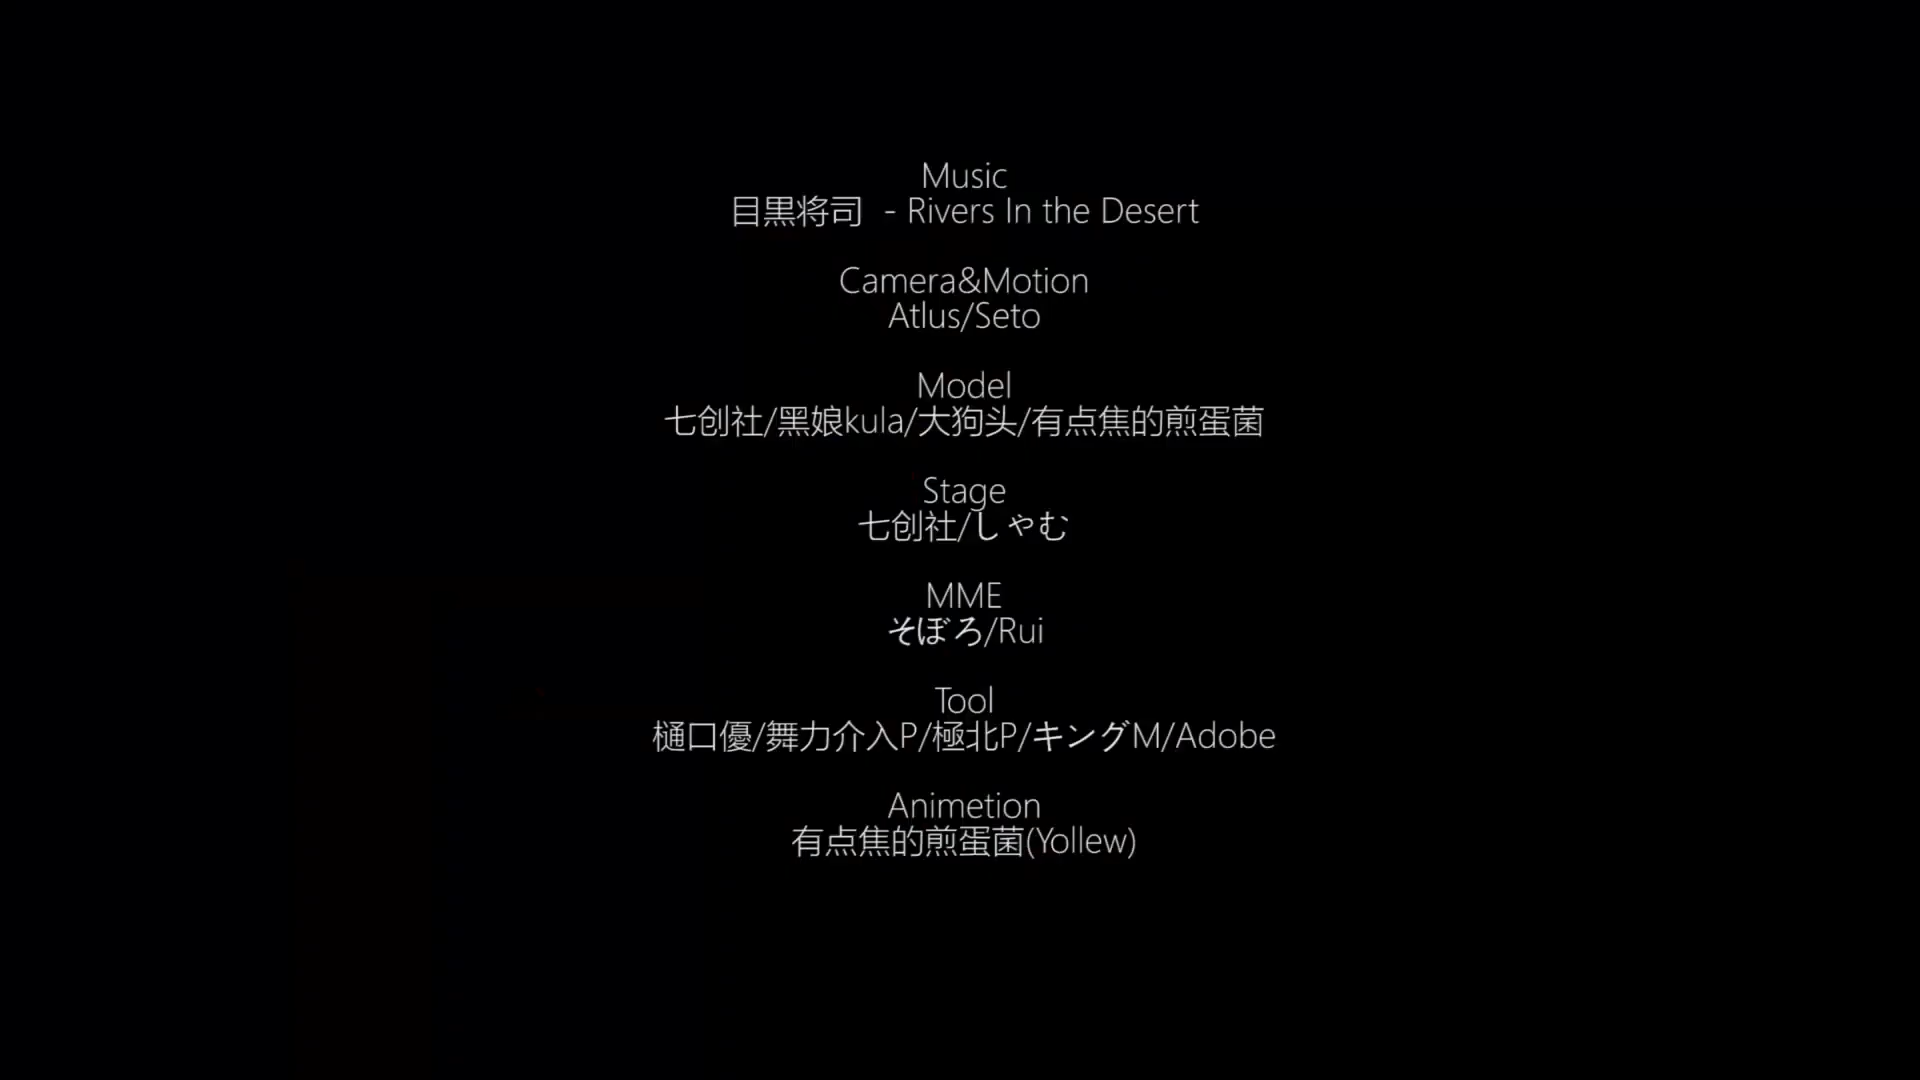 Music
目黒将司 - Rivers In the Desert
Camera&Motion
Atlus/Seto
Model
七创社/黑娘kula/大狗头/有点焦的煎蛋菌
Stage
七创社/しゃむ
MME
そぼろ/Rui
Tool
樋口優/舞力介入P/極北P/キングM/Adobe
Animetion
有点焦的煎蛋菌(Yollew)